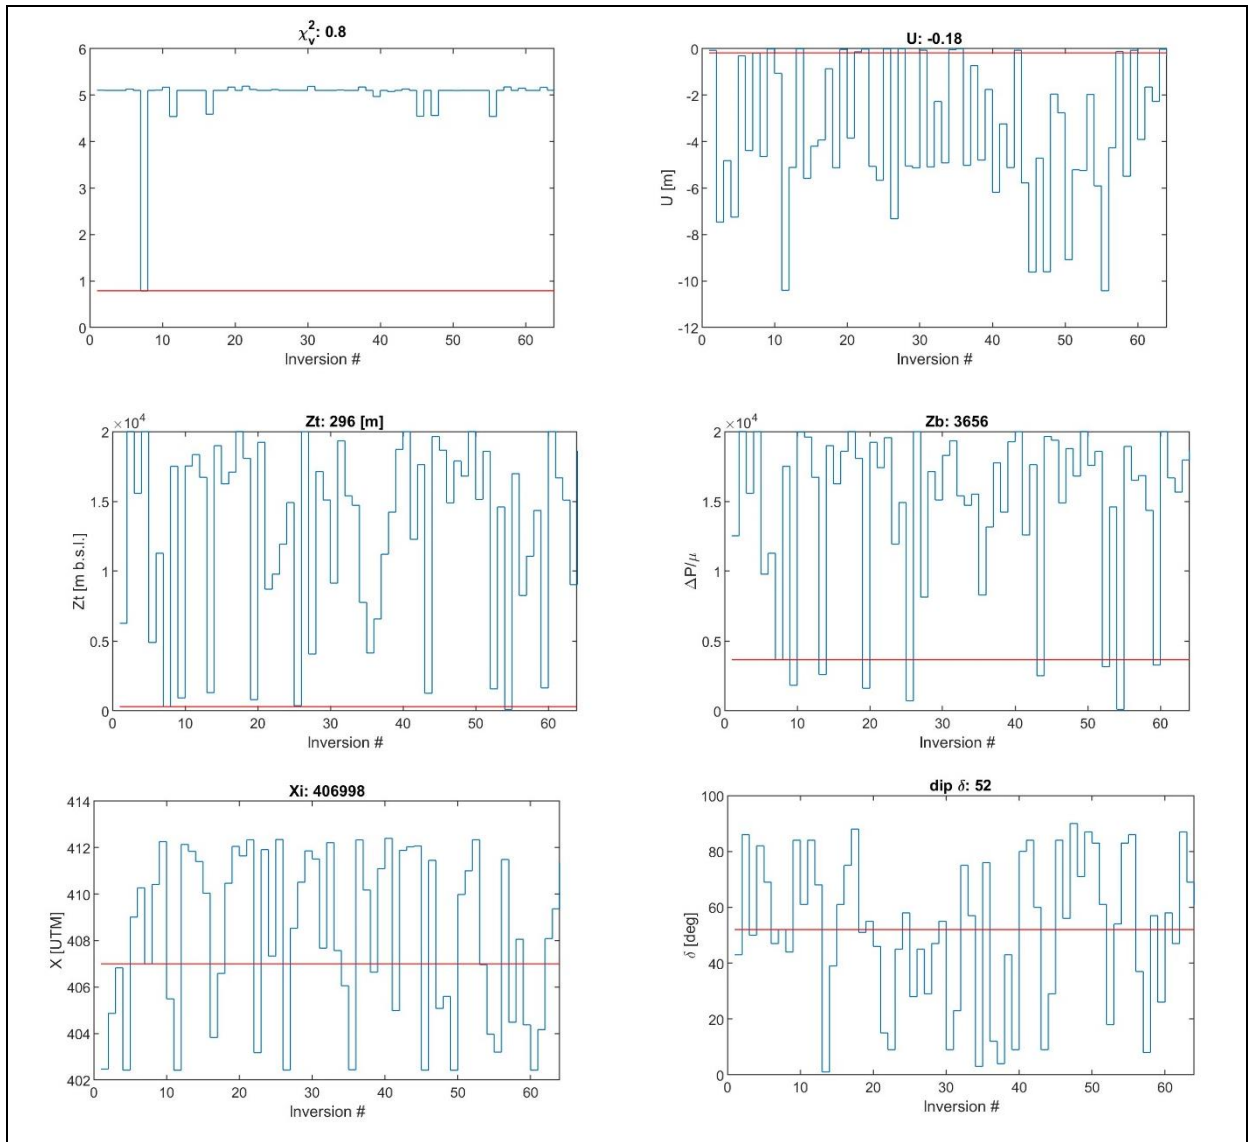 χ²ᵥ: 0.8
6
5
4
3
2
1
0
0 10 20 30 40 50 60
Inversion #
U: -0.18
U [m]
0
-2
-4
-6
-8
-10
-12
0 10 20 30 40 50 60
Inversion #
Zt: 296 [m]
×10⁴
Zt [m b.s.l.]
2
1.5
1
0.5
0
0 10 20 30 40 50 60
Inversion #
Zb: 3656
×10⁴
ΔP/μ
2
1.5
1
0.5
0
0 10 20 30 40 50 60
Inversion #
Xi: 406998
X [UTM]
414
412
410
408
406
404
402
0 10 20 30 40 50 60
Inversion #
dip δ: 52
δ [deg]
100
80
60
40
20
0
0 10 20 30 40 50 60
Inversion #